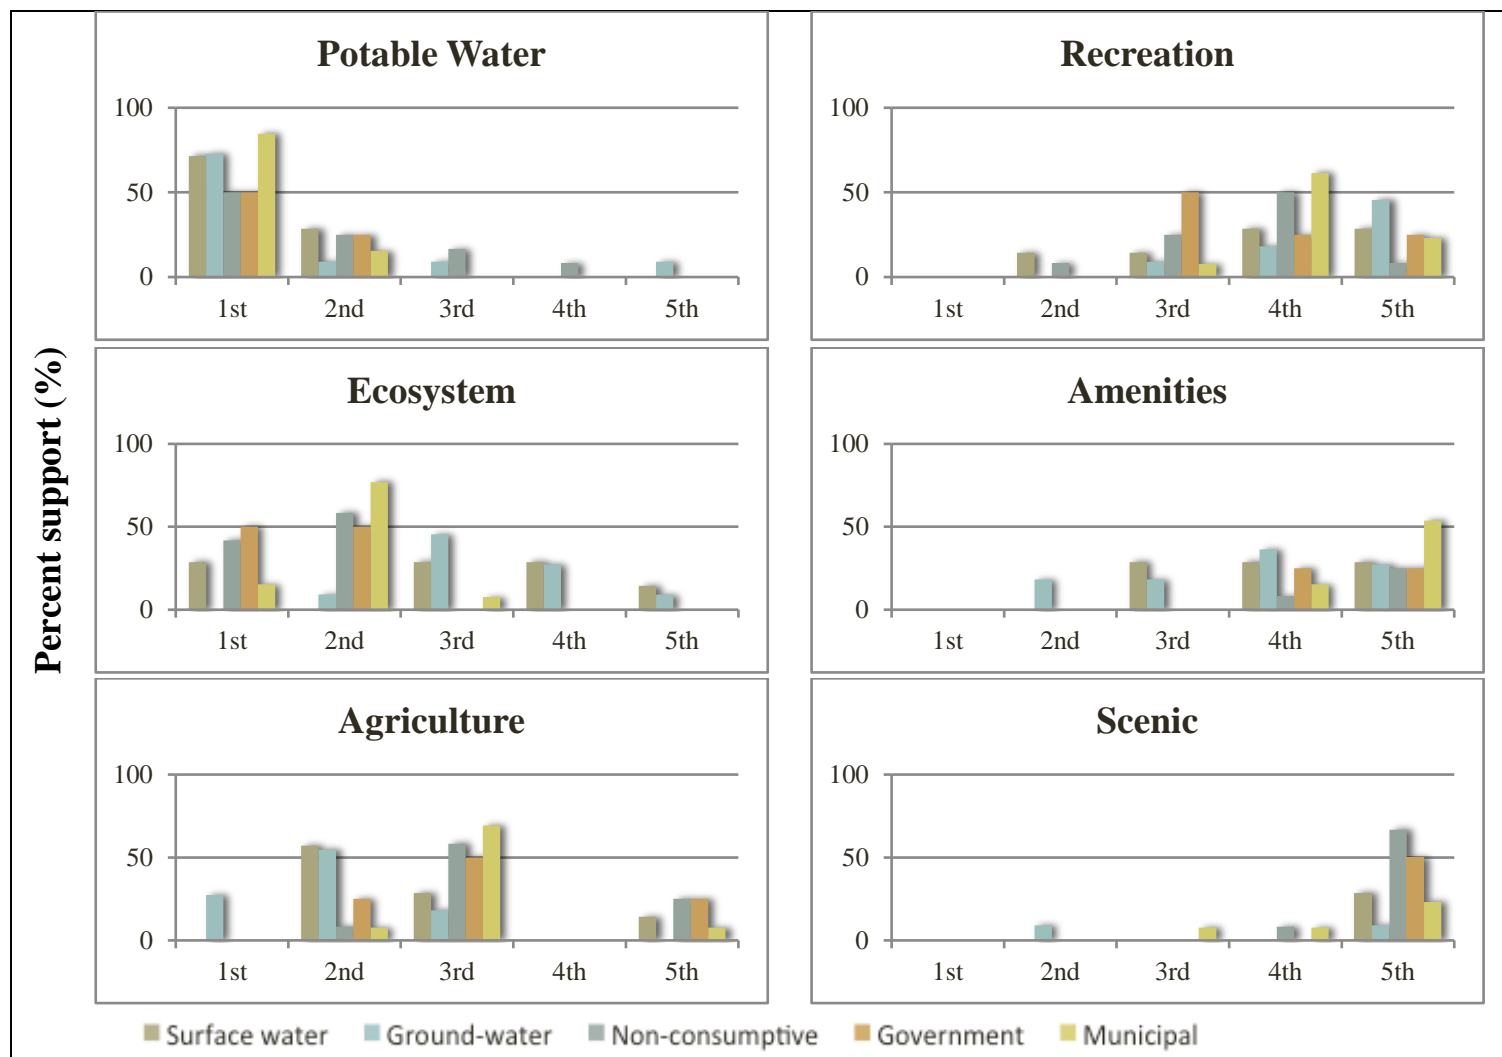 Percent support (%)
Potable Water
100
50
0
1st 2nd 3rd 4th 5th
Recreation
100
50
0
1st 2nd 3rd 4th 5th
Ecosystem
100
50
0
1st 2nd 3rd 4th 5th
Amenities
100
50
0
1st 2nd 3rd 4th 5th
Agriculture
100
50
0
1st 2nd 3rd 4th 5th
Scenic
100
50
0
1st 2nd 3rd 4th 5th
Surface water Ground-water Non-consumptive Government Municipal